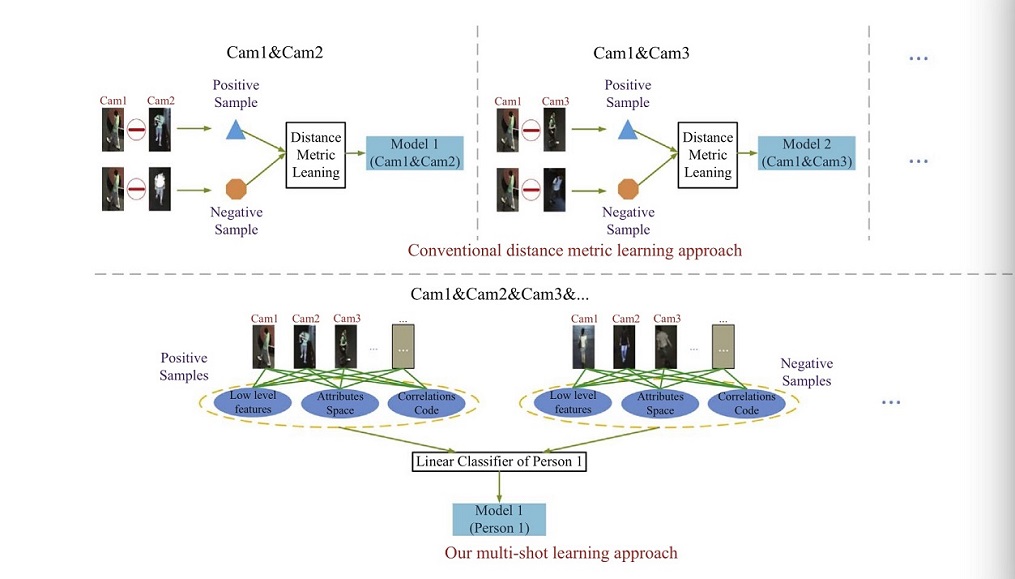 Cam1&Cam2
Cam1&Cam3
...
Positive
Sample
Cam1
Cam2
Distance
Metric
Leaning
Model 1
(Cam1&Cam2)
Negative
Sample
Positive
Sample
Cam1
Cam3
Distance
Metric
Leaning
Model 2
(Cam1&Cam3)
...
Negative
Sample
Conventional distance metric learning approach
Cam1&Cam2&Cam3&...
Positive
Samples
Cam1
Cam2
Cam3
...
...
...
Low level
features
Attributes
Space
Correlations
Code
Cam1
Cam2
Cam3
...
...
...
Negative
Samples
Low level
features
Attributes
Space
Correlations
Code
...
Linear Classifier of Person 1
Model 1
(Person 1)
Our multi-shot learning approach